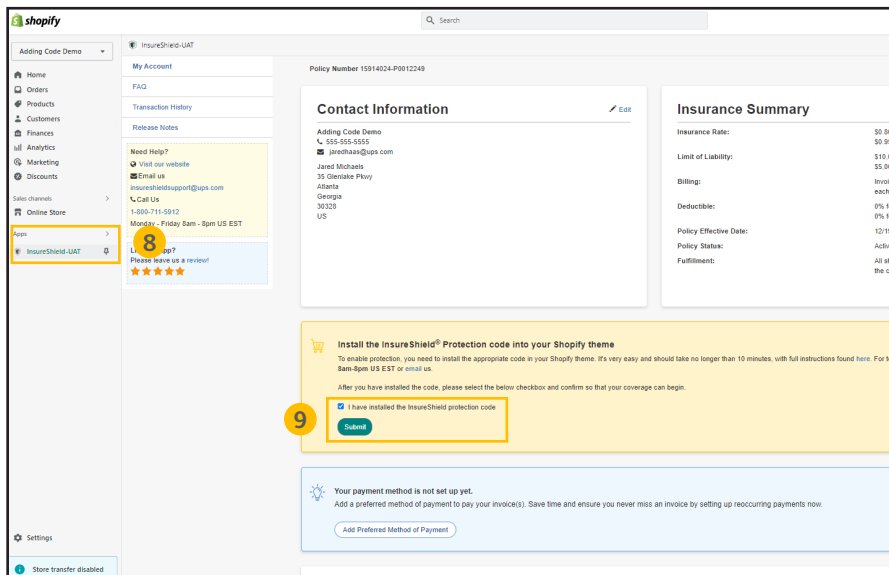 shopify
Search
Adding Code Demo
Home
Orders
Products
Customers
Finances
Analytics
Marketing
Discounts
Sales channels
Online Store
Apps
InsureShield-UAT
Settings
Store transfer disabled
InsureShield-UAT
My Account
FAQ
Transaction History
Release Notes
Need Help?
Visit our website
Email us
insureshieldsupport@ups.com
Call Us
1-800-711-5912
Monday - Friday 8am - 8pm US EST
8
pp?
Please leave us a review!
Policy Number 15914024-P0012249
Contact Information
Edit
Adding Code Demo
555-555-5555
jaredhaas@ups.com
Jared Michaels
35 Glenlake Pkwy
Atlanta
Georgia
30328
US
Insurance Summary
Insurance Rate:
Limit of Liability:
Billing:
each
Deductible:
0% f
0% f
Policy Effective Date:
12/1
Policy Status:
Activ
Fulfillment:
All s
the c
Install the InsureShield® Protection code into your Shopify theme
To enable protection, you need to install the appropriate code in your Shopify theme. It's very easy and should take no longer than 10 minutes, with full instructions found here. For
8am-8pm US EST or email us.
After you have installed the code, please select the below checkbox and confirm so that your coverage can begin.
9
I have installed the InsureShield protection code
Submit
Your payment method is not set up yet.
Add a preferred method of payment to pay your invoice(s). Save time and ensure you never miss an invoice by setting up reoccurring payments now.
Add Preferred Method of Payment